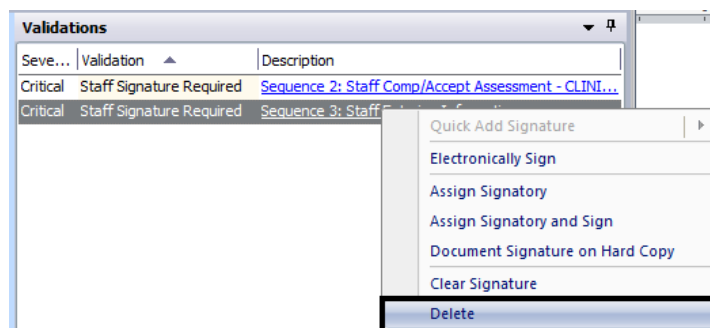 Validations
Seve... Validation Description
Critical Staff Signature Required Sequence 2: Staff Comp/Accept Assessment - CLINI...
Critical Staff Signature Required Sequence 3: Staff
Quick Add Signature
Electronically Sign
Assign Signatory
Assign Signatory and Sign
Document Signature on Hard Copy
Clear Signature
Delete